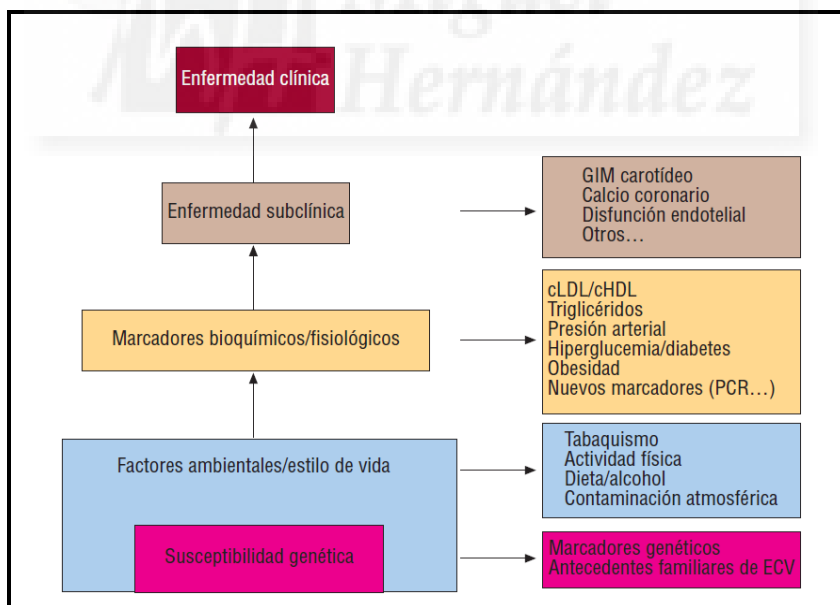 Miguel
Hernández
Enfermedad clínica
Enfermedad subclínica
GIM carotídeo
Calcio coronario
Disfunción endotelial
Otros…
Marcadores bioquímicos/fisiológicos
cLDL/cHDL
Triglicéridos
Presión arterial
Hiperglucemia/diabetes
Obesidad
Nuevos marcadores (PCR…)
Factores ambientales/estilo de vida
Tabaquismo
Actividad física
Dieta/alcohol
Contaminación atmosférica
Susceptibilidad genética
Marcadores genéticos
Antecedentes familiares de ECV